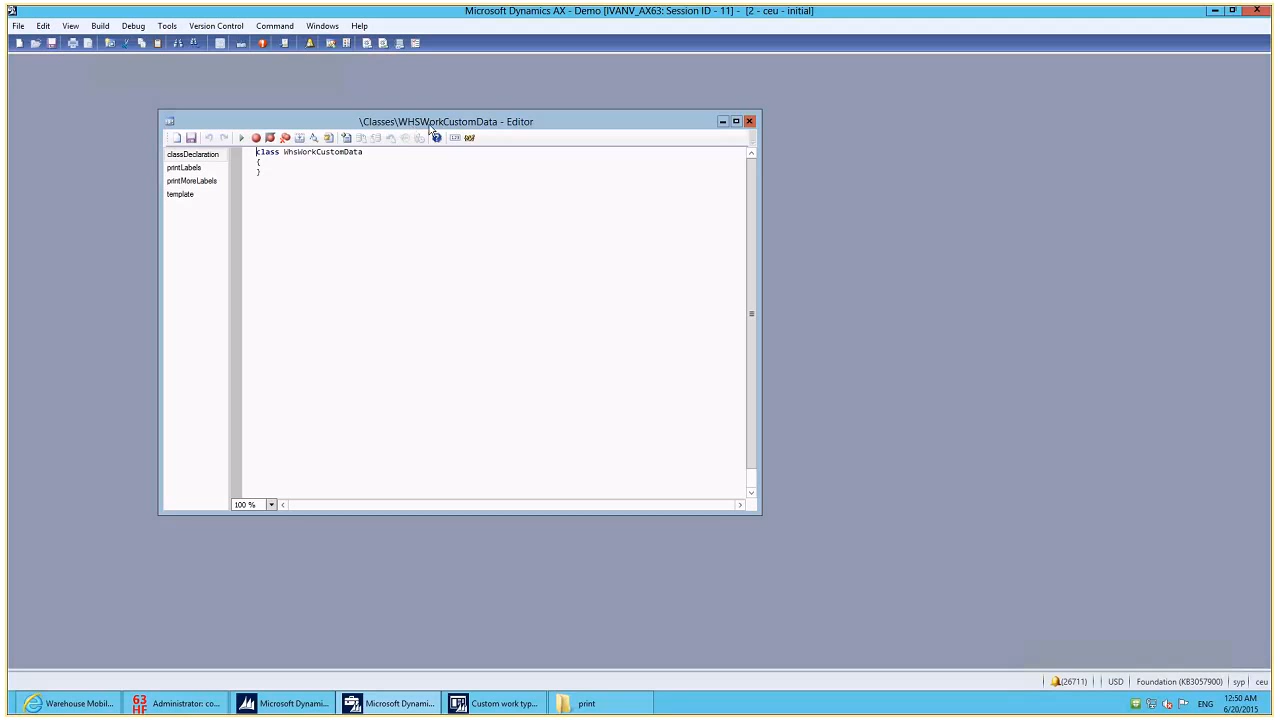 Microsoft Dynamics AX - Demo [IVANV_AX63: Session ID - 11] - [2 - ceu - initial]
File Edit View Build Debug Tools Version Control Command Windows Help
\Classes\WHSWorkCustomData - Editor
classDeclaration
printLabels
printMoreLabels
template
class WhsWorkCustomData
{
}
100 %
(26711) USD Foundation (KB3057900) syp ceu
Warehouse Mobil...
63 HF Administrator: co...
Microsoft Dynami...
Microsoft Dynami...
Custom work typ...
print
ENG
12:50 AM
6/20/2015